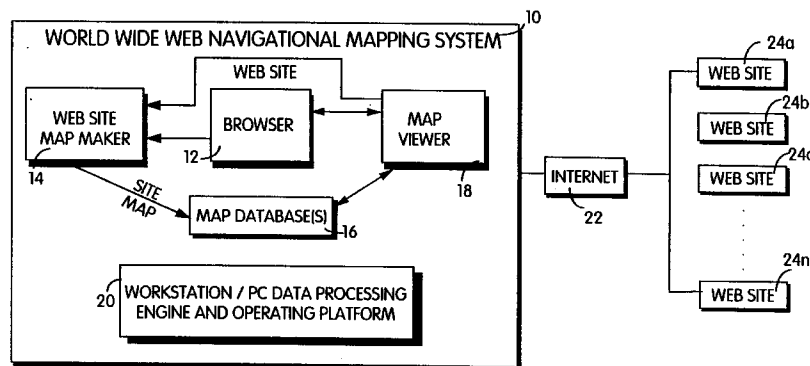 WORLD WIDE WEB NAVIGATIONAL MAPPING SYSTEM
10
WEB SITE
WEB SITE
MAP MAKER
14
BROWSER
12
MAP
VIEWER
18
SITE
MAP
MAP DATABASE(S)
16
20
WORKSTATION / PC DATA PROCESSING
ENGINE AND OPERATING PLATFORM
INTERNET
22
24a
WEB SITE
24b
WEB SITE
24c
WEB SITE
24n
WEB SITE